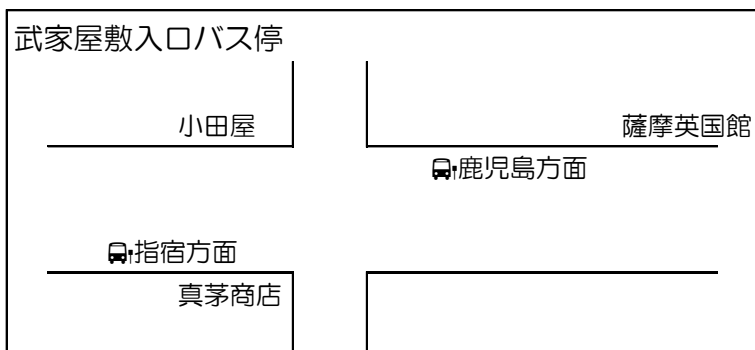 武家屋敷入口バス停
小田屋
薩摩英国館
鹿児島方面
指宿方面
真茅商店